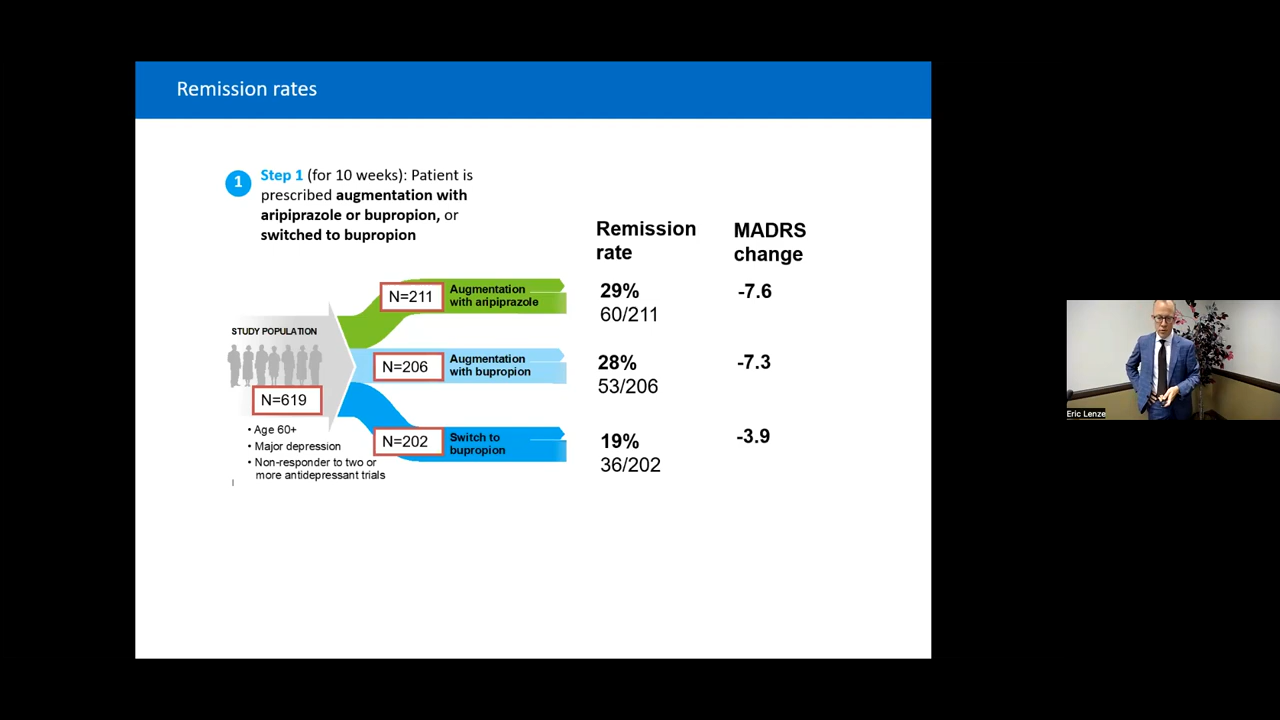 Remission rates
1
Step 1 (for 10 weeks): Patient is
prescribed augmentation with
aripiprazole or bupropion, or
switched to bupropion
Remission
rate
MADRS
change
N=211
Augmentation
with aripiprazole
29%
60/211
-7.6
STUDY POPULATION
N=206
Augmentation
with bupropion
28%
53/206
-7.3
N=619
• Age 60+
• Major depression
• Non-responder to two or
more antidepressant trials
N=202
Switch to
bupropion
19%
36/202
-3.9
Eric Lenze